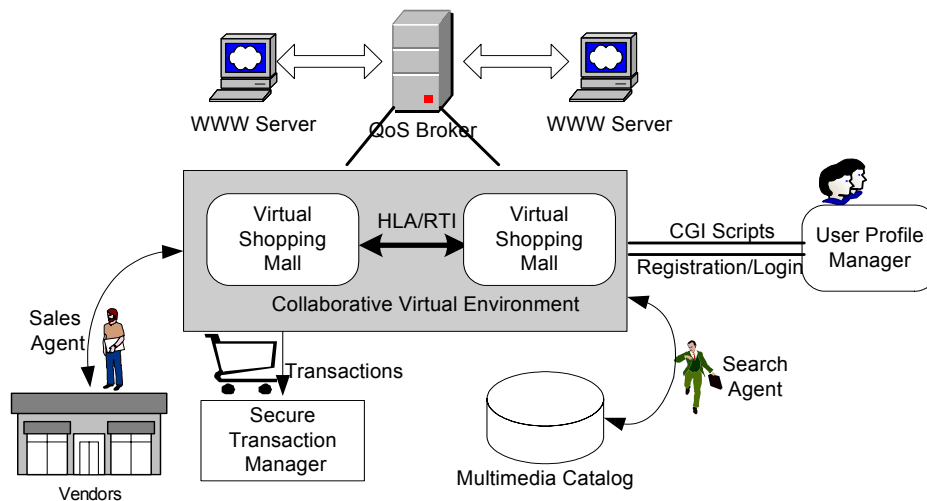 WWW Server
QoS Broker
WWW Server
Virtual
Shopping
Mall
HLA/RTI
Virtual
Shopping
Mall
Collaborative Virtual Environment
CGI Scripts
Registration/Login
User Profile
Manager
Sales
Agent
Transactions
Search
Agent
Secure
Transaction
Manager
Multimedia Catalog
Vendors